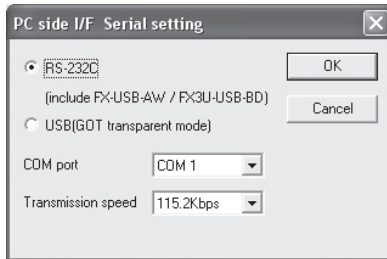 PC side I/F Serial setting
RS-232C
OK
(include FX-USB-AW / FX3U-USB-BD)
Cancel
USB(GOT transparent mode)
COM port
COM 1
Transmission speed
115.2Kbps